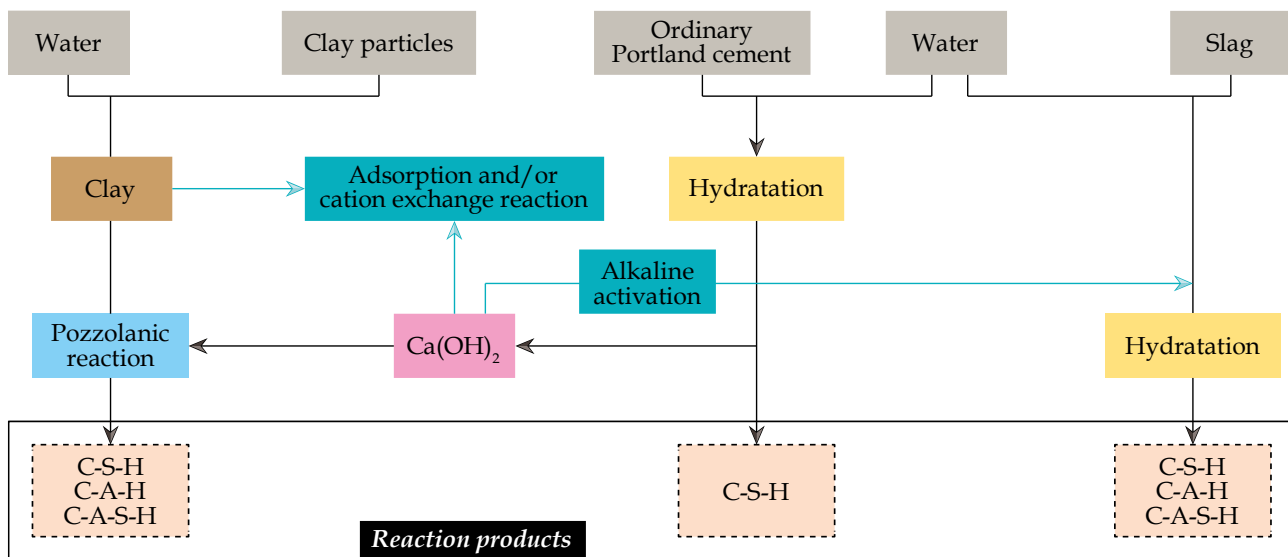 Water
Clay particles
Ordinary
Portland cement
Water
Slag
Clay
Adsorption and/or
cation exchange reaction
Hydratation
Alkaline
activation
Pozzolanic
reaction
Ca(OH)₂
Hydratation
C-S-H
C-A-H
C-A-S-H
C-S-H
C-S-H
C-A-H
C-A-S-H
Reaction products